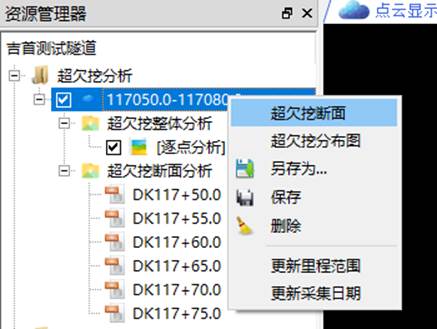 资源管理器
点云显示
吉首测试隧道
超欠挖分析
117050.0-117080.
超欠挖断面
超欠挖整体分析
超欠挖分布图
[逐点分析]
另存为...
超欠挖断面分析
保存
DK117+50.0
删除
DK117+55.0
DK117+60.0
更新里程范围
DK117+65.0
更新采集日期
DK117+70.0
DK117+75.0